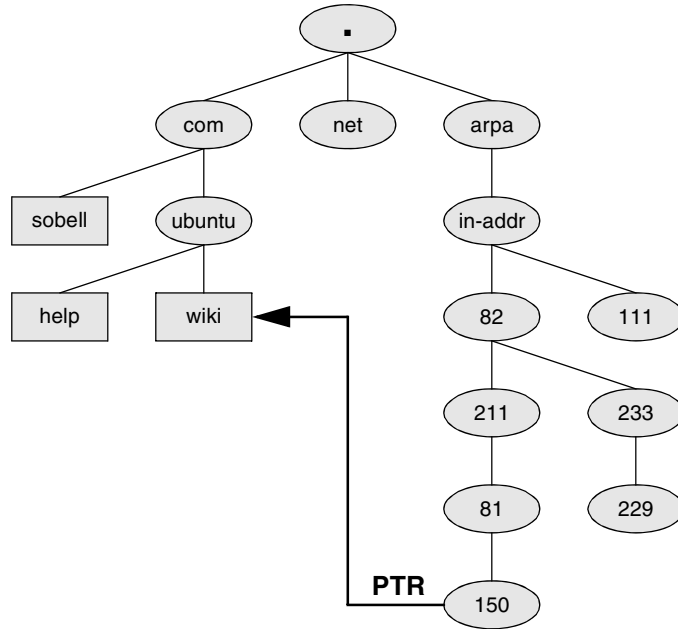 .
com net arpa
sobell ubuntu in-addr
help wiki 82 111
211 233
81 229
PTR 150